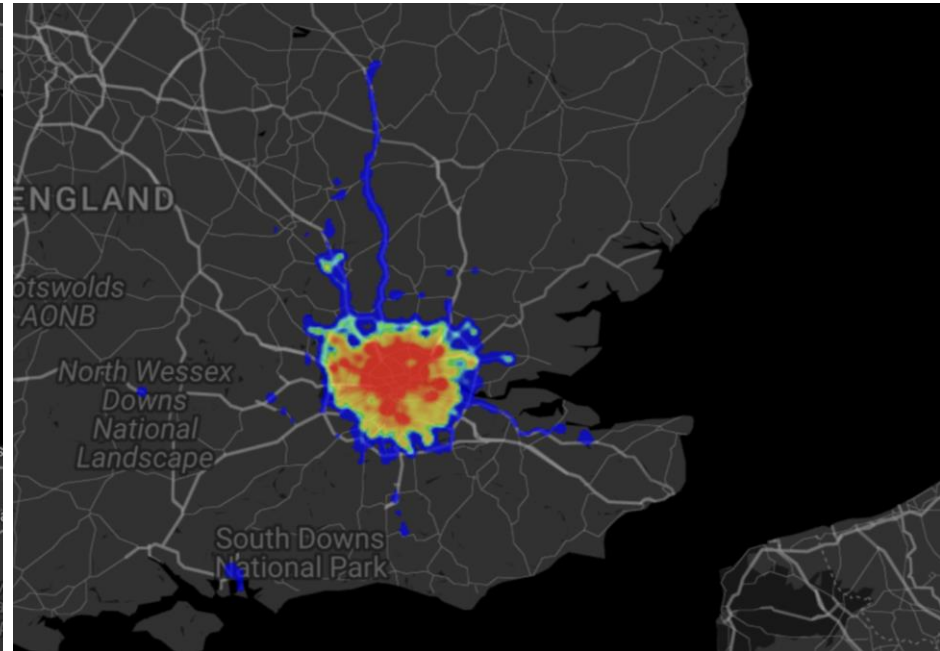 ENGLAND
otswolds
AONB
North Wessex
Downs
National
Landscape
South Downs
National Park